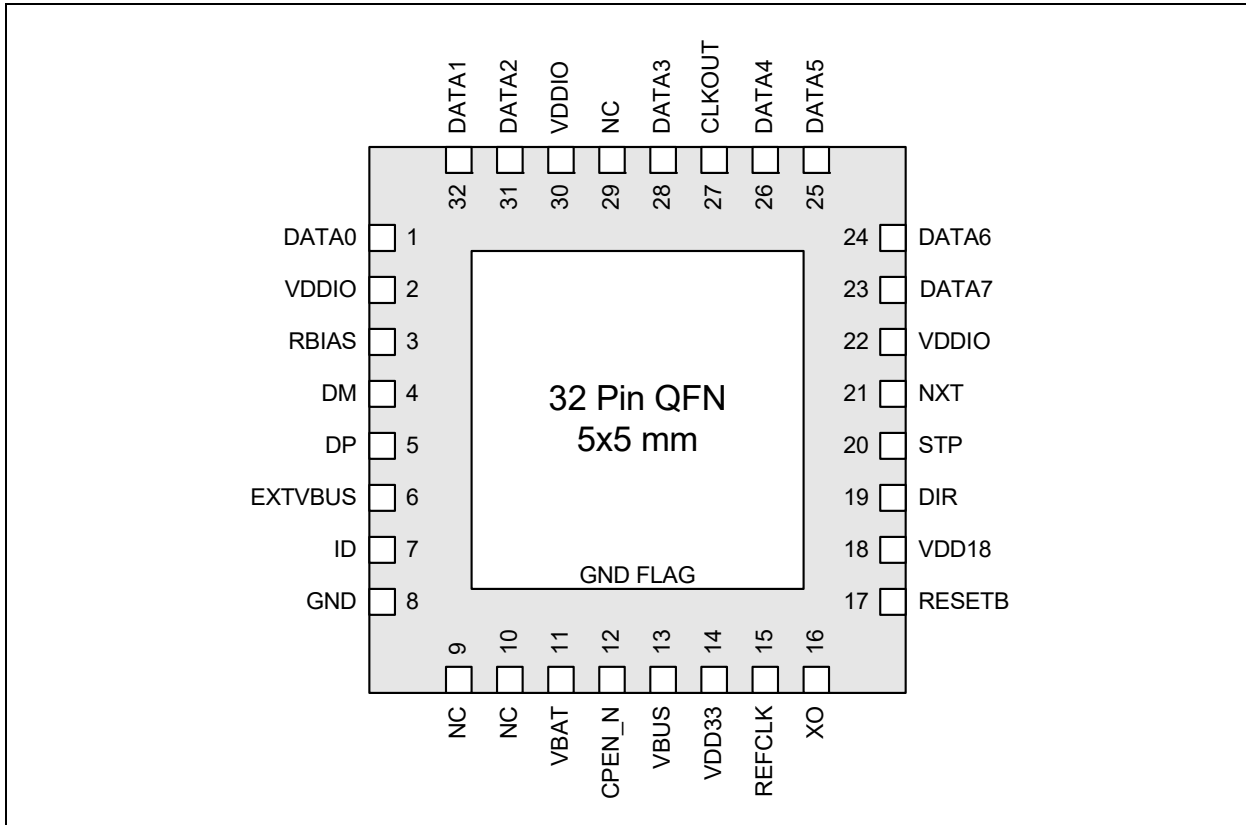 DATA1
DATA2
VDDIO
NC
DATA3
CLKOUT
DATA4
DATA5
32
31
30
29
28
27
26
25
DATA0 1
VDDIO 2
RBIAS 3
DM 4
DP 5
EXTVBUS 6
ID 7
GND 8
32 Pin QFN
5x5 mm
GND FLAG
24 DATA6
23 DATA7
22 VDDIO
21 NXT
20 STP
19 DIR
18 VDD18
17 RESETB
9
10
11
12
13
14
15
16
NC
NC
VBAT
CPEN_N
VBUS
VDD33
REFCLK
XO